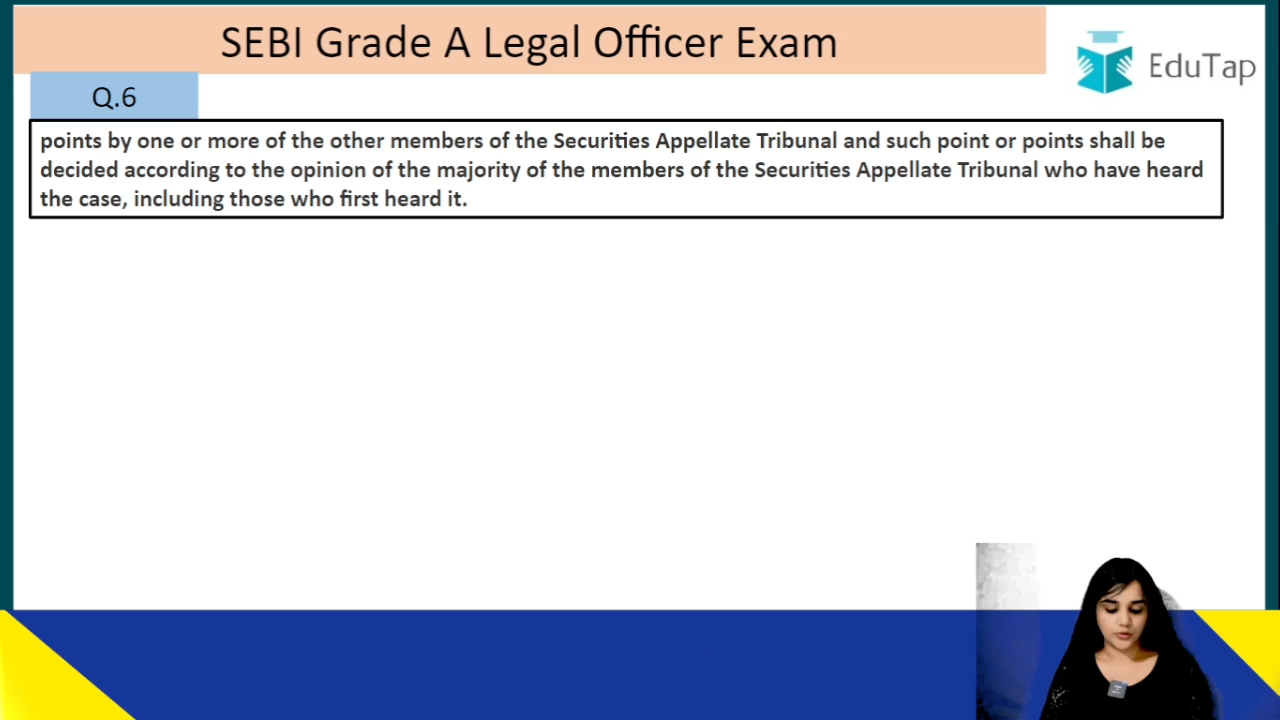 SEBI Grade A Legal Officer Exam
EduTap
Q.6
points by one or more of the other members of the Securities Appellate Tribunal and such point or points shall be
decided according to the opinion of the majority of the members of the Securities Appellate Tribunal who have heard
the case, including those who first heard it.